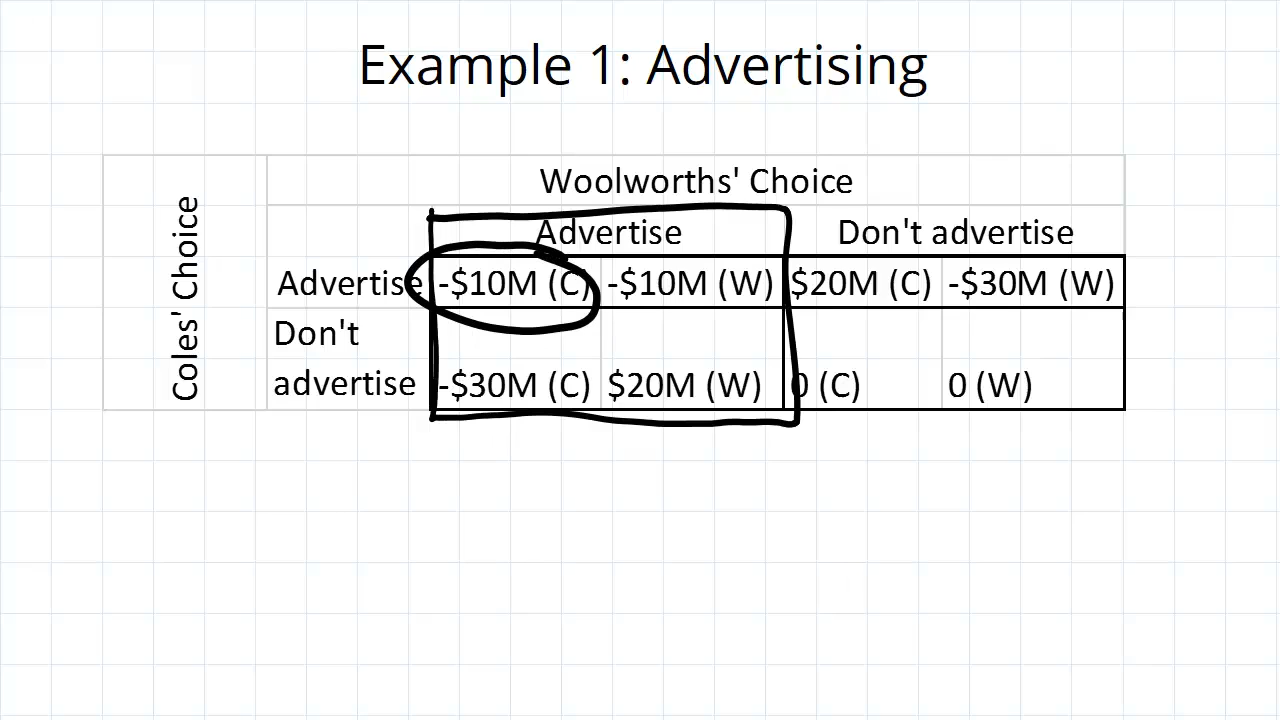 Example 1: Advertising
Woolworths' Choice
Coles' Choice
Advertise Don't advertise
Advertise -$10M (C) -$10M (W) $20M (C) -$30M (W)
Don't
advertise -$30M (C) $20M (W) 0 (C) 0 (W)